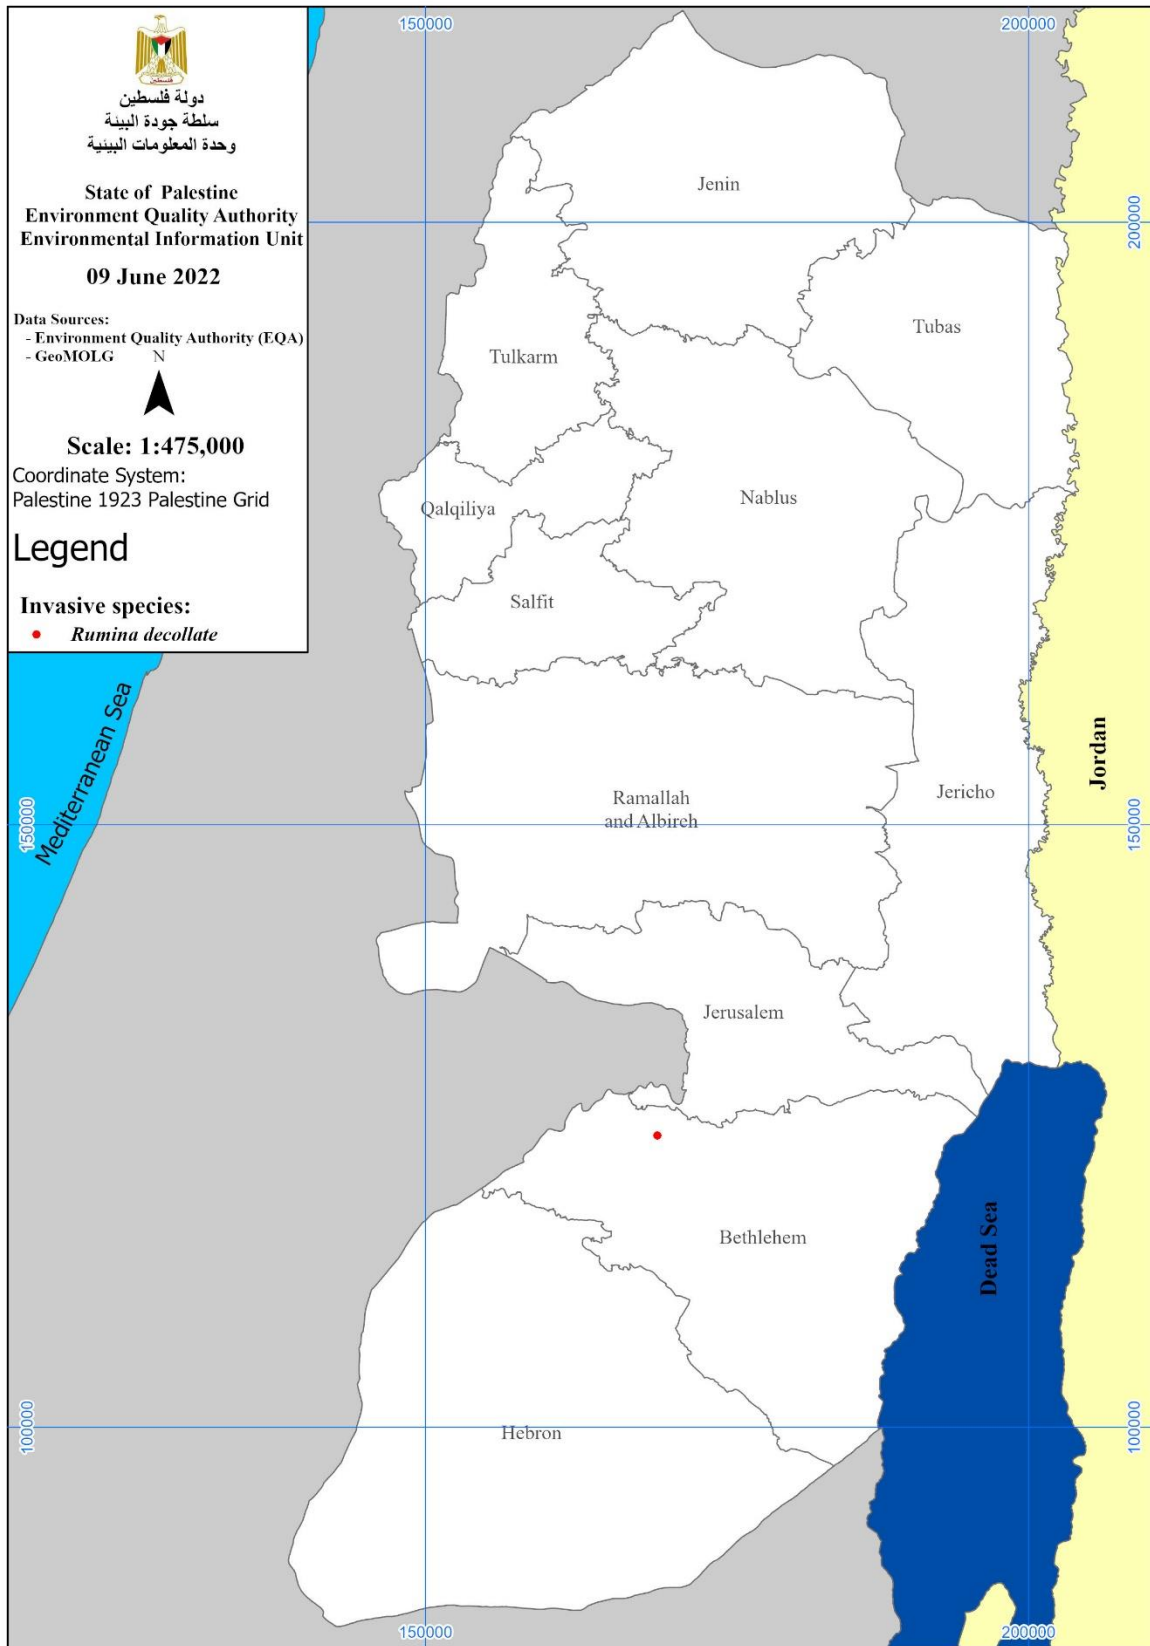 150000
200000
فلسطين
دولة فلسطين
سلطة جودة البيئة
وحدة المعلومات البيئية
State of Palestine
Environment Quality Authority
Environmental Information Unit
09 June 2022
Data Sources:
- Environment Quality Authority (EQA)
- GeoMOLG
N
Scale: 1:475,000
Coordinate System:
Palestine 1923 Palestine Grid
Legend
Invasive species:
Rumina decollate
Jenin
200000
Tubas
Tulkarm
Nablus
Qalqiliya
Salfit
Mediterranean Sea
Jordan
Jericho
Ramallah
and Albireh
150000
150000
Jerusalem
Bethlehem
Dead Sea
Hebron
100000
100000
150000
200000